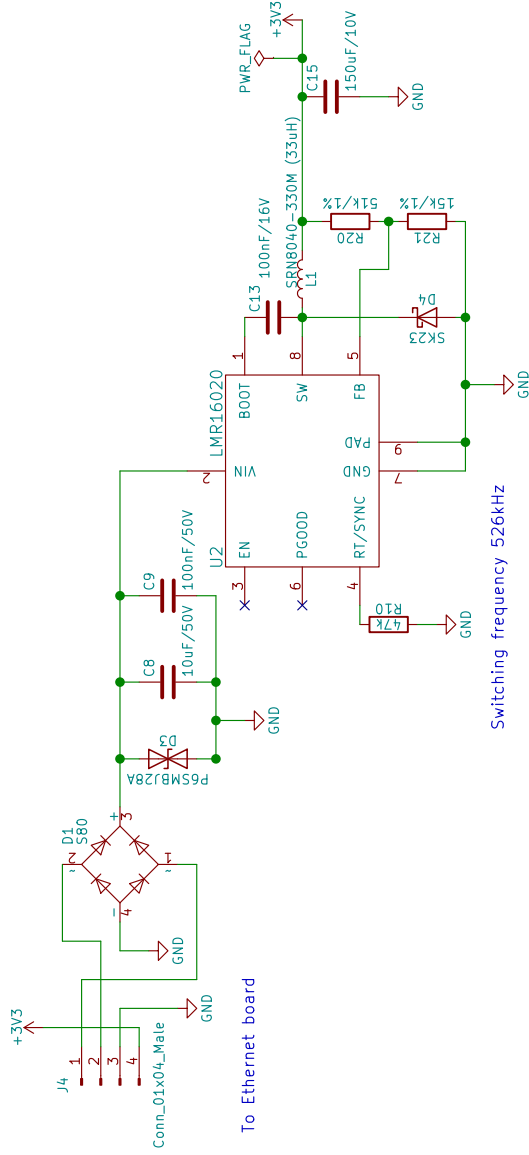 +3V3
J4
1
2
3
4
Conn_01x04_Male
GND
To Ethernet board
D1
S80
+
3
~
2
~
1
-
4
GND
D3
P6SMBJ28A
C8
10uF/50V
C9
100nF/50V
GND
U2
LMR16020
VIN
2
EN
3
PGOOD
6
RT/SYNC
4
BOOT
1
SW
8
FB
5
PAD
9
GND
7
R10
47k
GND
Switching frequency 526kHz
C13
100nF/16V
SRN8040-330M (33uH)
L1
D4
SK23
GND
R20
51k/1%
R21
15k/1%
C15
150uF/10V
GND
PWR_FLAG
+3V3